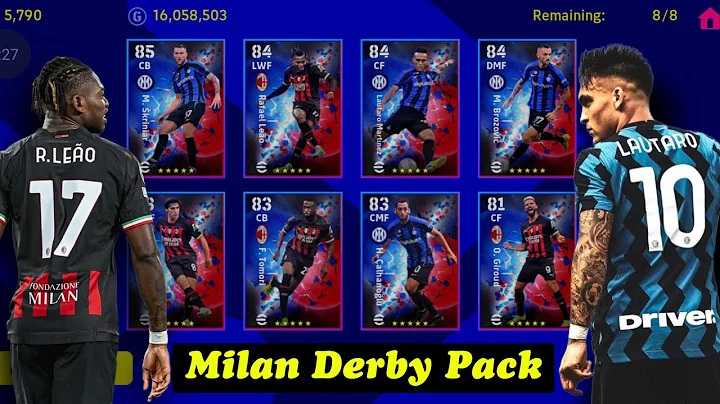 5,790
G 16,058,503
Remaining: 8/8
:27
85
CB
M. Škriniar
84
LWF
Rafael Leão
84
CF
Lautaro Martínez
84
DMF
M. Brozović
R.LEÃO
17
FONDAZIONE
MILAN
LAUTARO
10
Driver
83
83
CB
F. Tomori
83
CMF
H. Çalhanoğlu
81
CF
O. Giroud
Milan Derby Pack